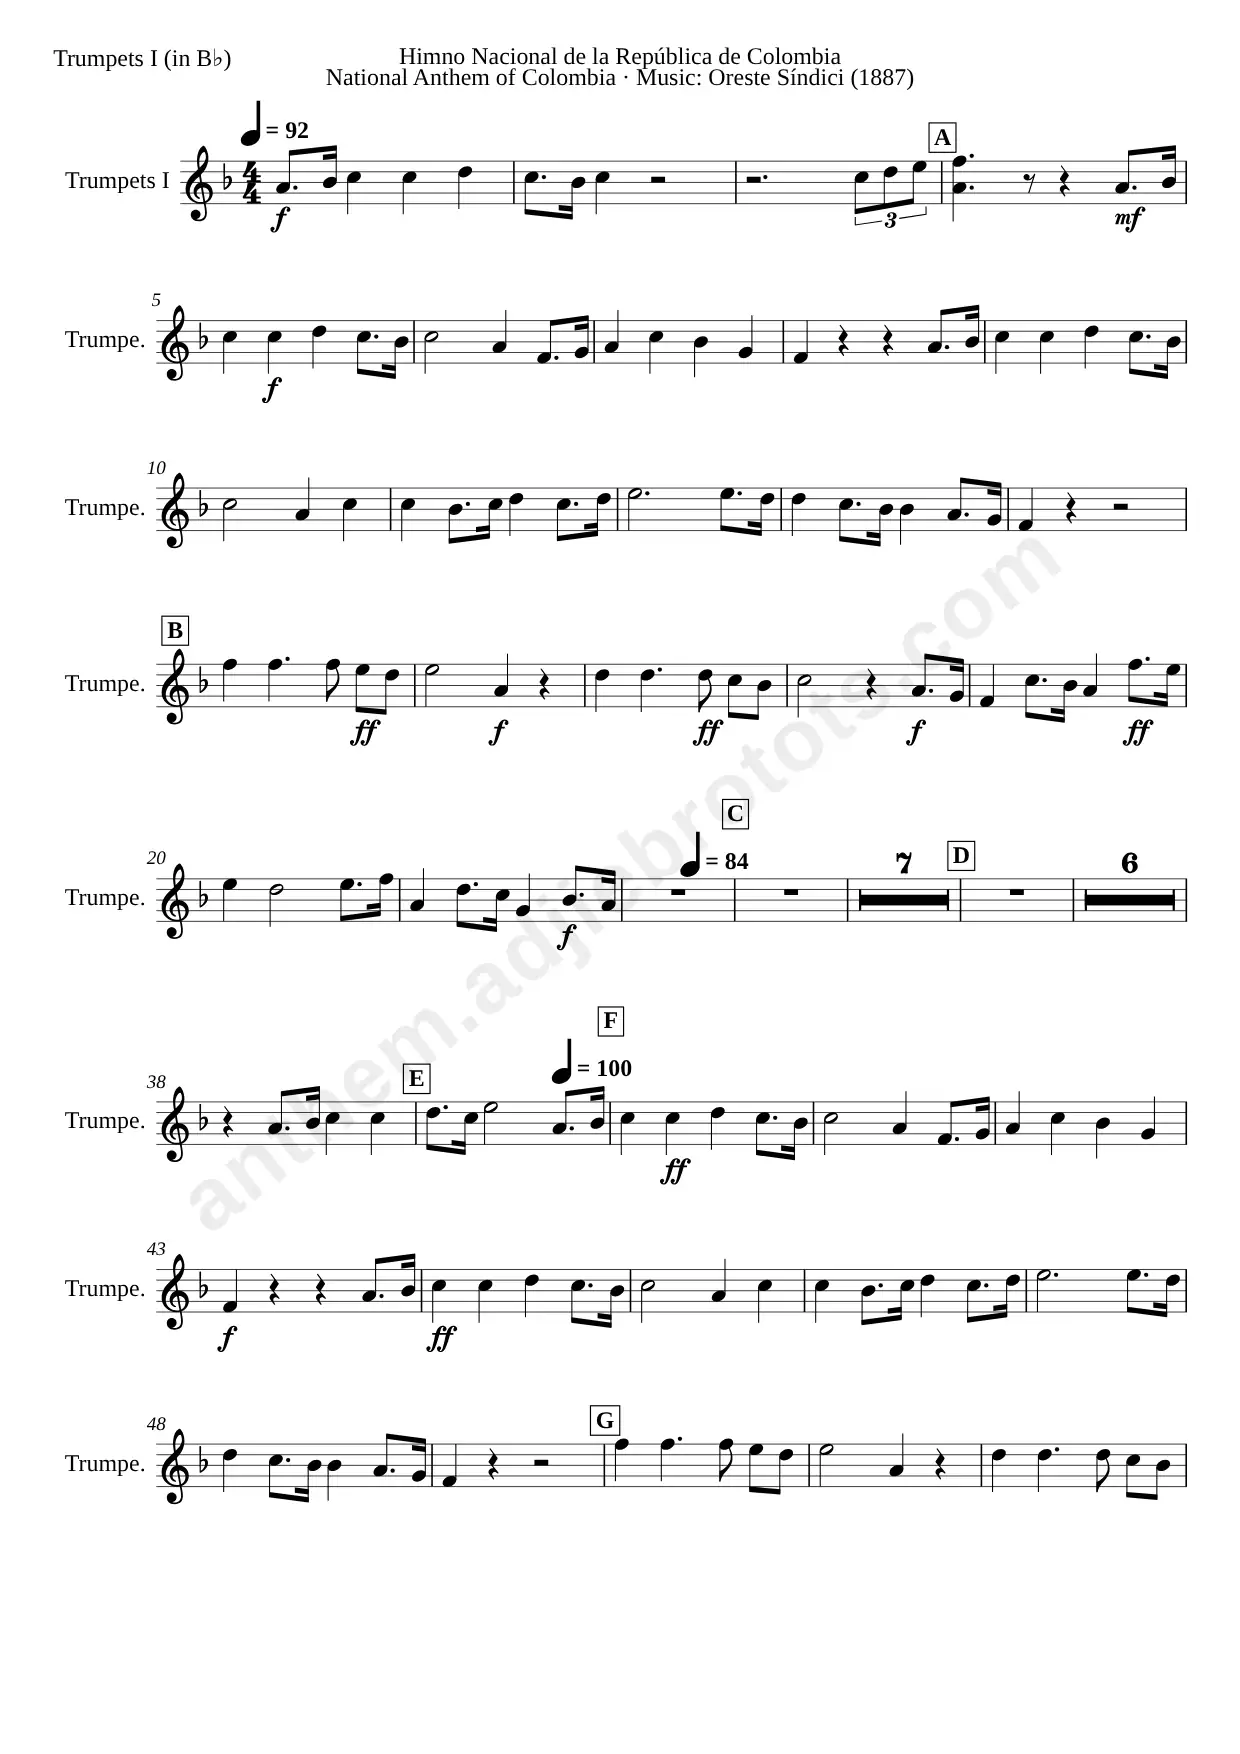 Trumpets I (in B♭)
Himno Nacional de la República de Colombia
National Anthem of Colombia · Music: Oreste Síndici (1887)
= 92
A
Trumpets I
f
3
mf
5
Trumpe.
f
10
Trumpe.
B
Trumpe.
ff
f
ff
f
ff
C
20
= 84
7
D
6
Trumpe.
f
F
38
E
= 100
Trumpe.
ff
43
Trumpe.
f
ff
48
G
Trumpe.
anthem.adjiebrotots.com